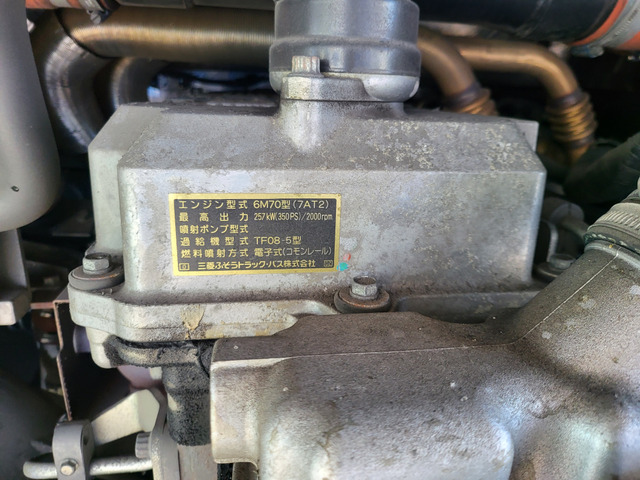 エンジン型式 6M70型(7AT2)
最高出力 257kW(350PS)/2000rpm
噴射ポンプ型式
過給機型式 TF08-5型
燃料噴射方式 電子式(コモンレール)
三菱ふそうトラック・バス株式会社